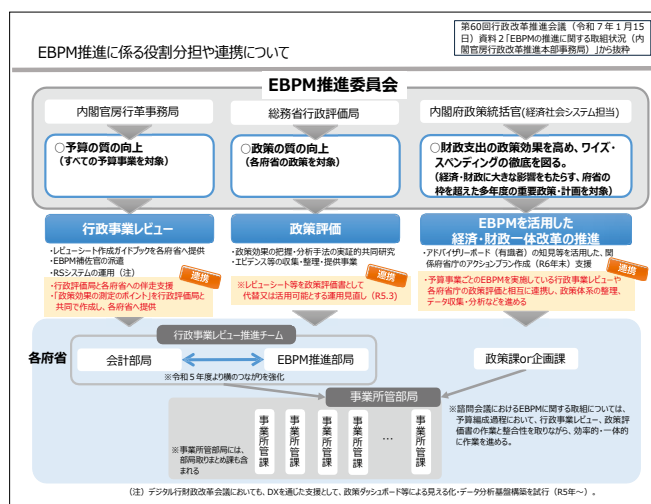 EBPM推進に係る役割分担や連携について
第60回行政改革推進会議（令和７年１月15
日）資料２「EBPMの推進に関する取組状況（内
閣官房行政改革推進本部事務局）」から抜粋
EBPM推進委員会
内閣官房行革事務局
○予算の質の向上
（すべての予算事業を対象）
総務省行政評価局
○政策の質の向上
（各府省の政策を対象）
内閣府政策統括官(経済社会システム担当)
○財政支出の政策効果を高め、ワイズ・
スペンディングの徹底を図る。
（経済・財政に大きな影響をもたらす、府省の
枠を超えた多年度の重要政策・計画を対象）
行政事業レビュー
・レビューシート作成ガイドブックを各府省へ提供
・EBPM補佐官の派遣
・RSシステムの運用（注）
連携
・行政評価局と各府省への伴走支援
・「政策効果の測定のポイント」を行政評価局と
共同で作成し、各府省へ提供
政策評価
・政策効果の把握・分析手法の実証的共同研究
・エビデンス等の収集・整理・提供事業
連携
※レビューシート等を政策評価書として
代替又は活用可能とする運用見直し（R5.3）
EBPMを活用した
経済・財政一体改革の推進
・アドバイザリーボード（有識者）の知見等を活用した、関
係府省庁のアクションプラン作成（R6年末）支援
連携
・予算事業ごとのEBPMを実施している行政事業レビューや
各府省庁の政策評価と相互に連携し、政策体系の整理、
データ収集・分析などを進める
各府省
行政事業レビュー推進チーム
会計部局
EBPM推進部局
※令和５年度より横のつながりを強化
政策課or企画課
事業所管部局
※事業所管部局には、
部局取りまとめ課も含
まれる
事業所管課
事業所管課
事業所管課
事業所管課
…
事業所管課
※諮問会議におけるEBPMに関する取組については、
予算編成過程において、行政事業レビュー、政策評
価書の作業と整合性を取りながら、効率的・一体的
に作業を進める。
（注）デジタル行財政改革会議においても、DXを通じた支援として、政策ダッシュボード等による見える化・データ分析基盤構築を試行（R5年～）。